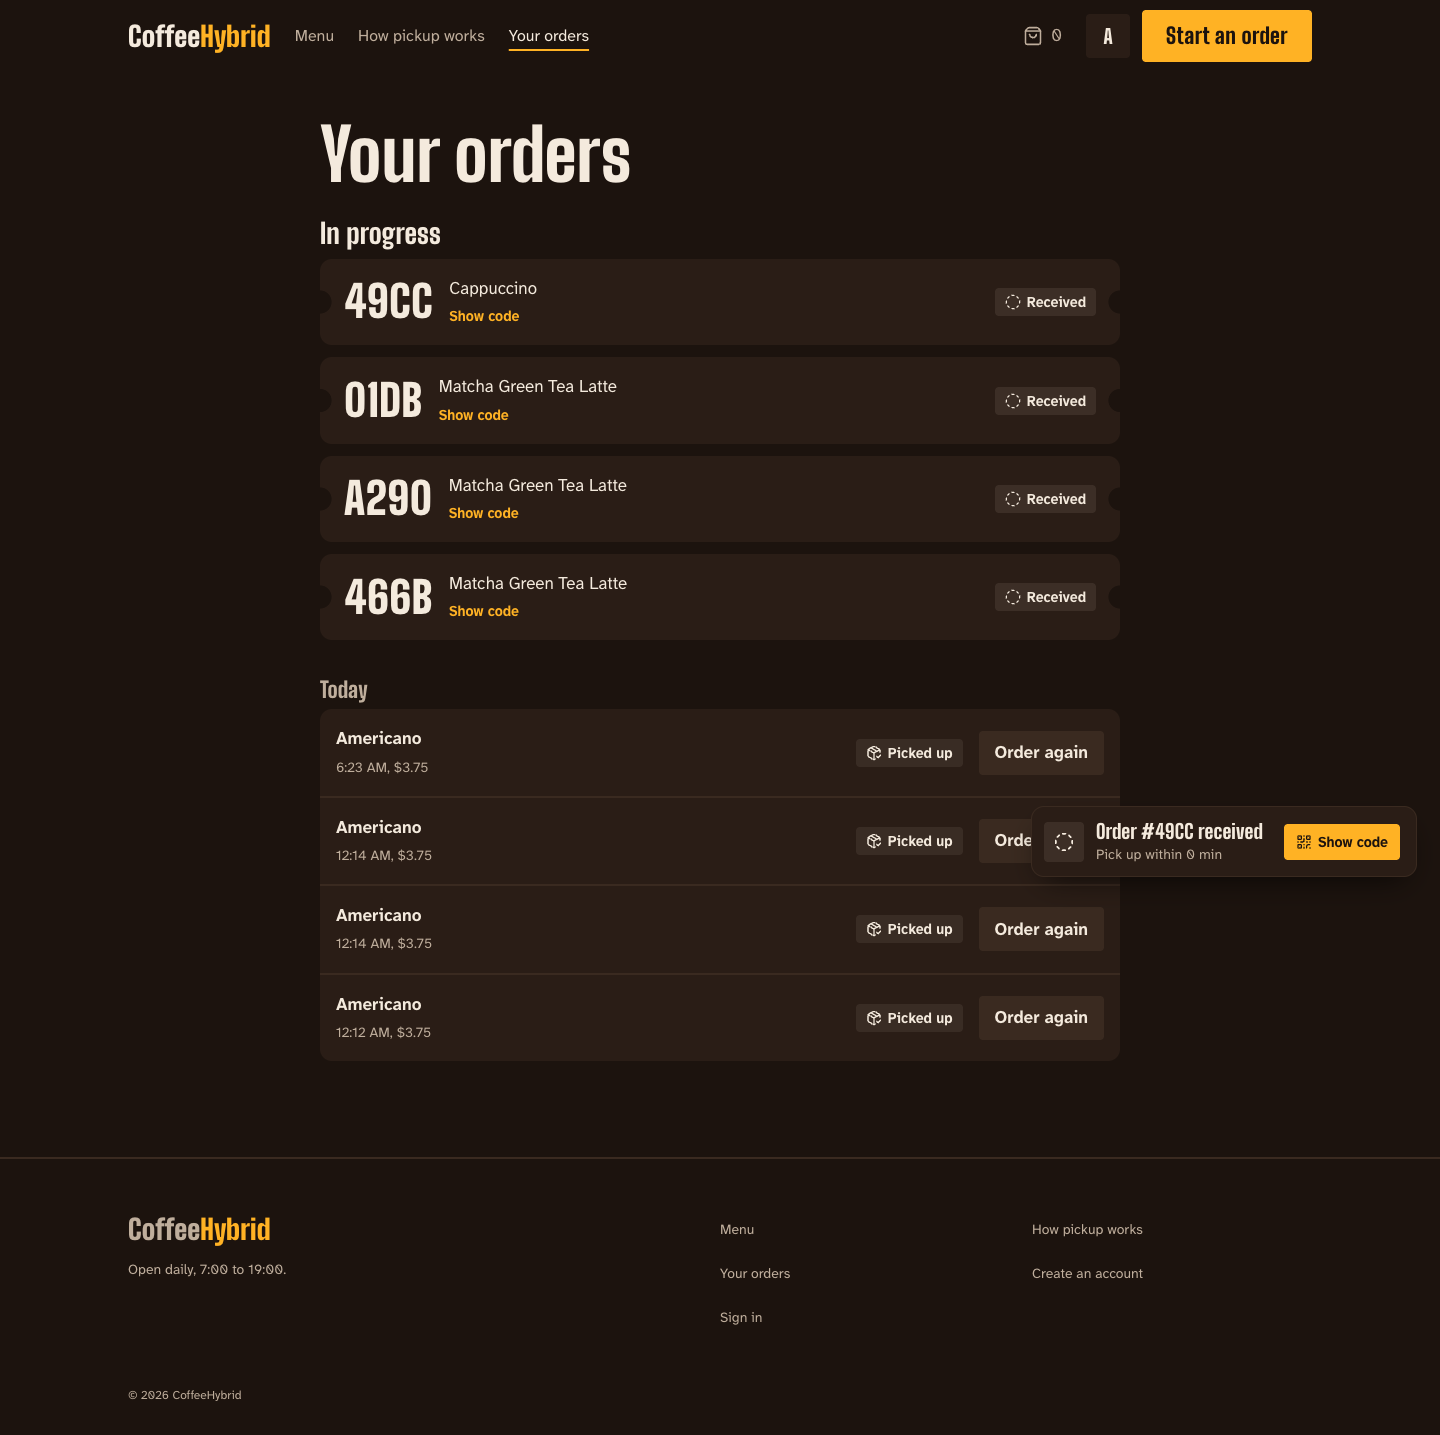 CoffeeHybrid Menu How pickup works Your orders 0 A Start an order
Your orders
In progress
49CC Cappuccino
Show code
Received
01DB Matcha Green Tea Latte
Show code
Received
A290 Matcha Green Tea Latte
Show code
Received
466B Matcha Green Tea Latte
Show code
Received
Today
Americano
6:23 AM, $3.75
Picked up Order again
Americano
12:14 AM, $3.75
Picked up Orde
Order #49CC received
Pick up within 0 min
Show code
Americano
12:14 AM, $3.75
Picked up Order again
Americano
12:12 AM, $3.75
Picked up Order again
CoffeeHybrid
Open daily, 7:00 to 19:00.
Menu
Your orders
Sign in
How pickup works
Create an account
© 2026 CoffeeHybrid